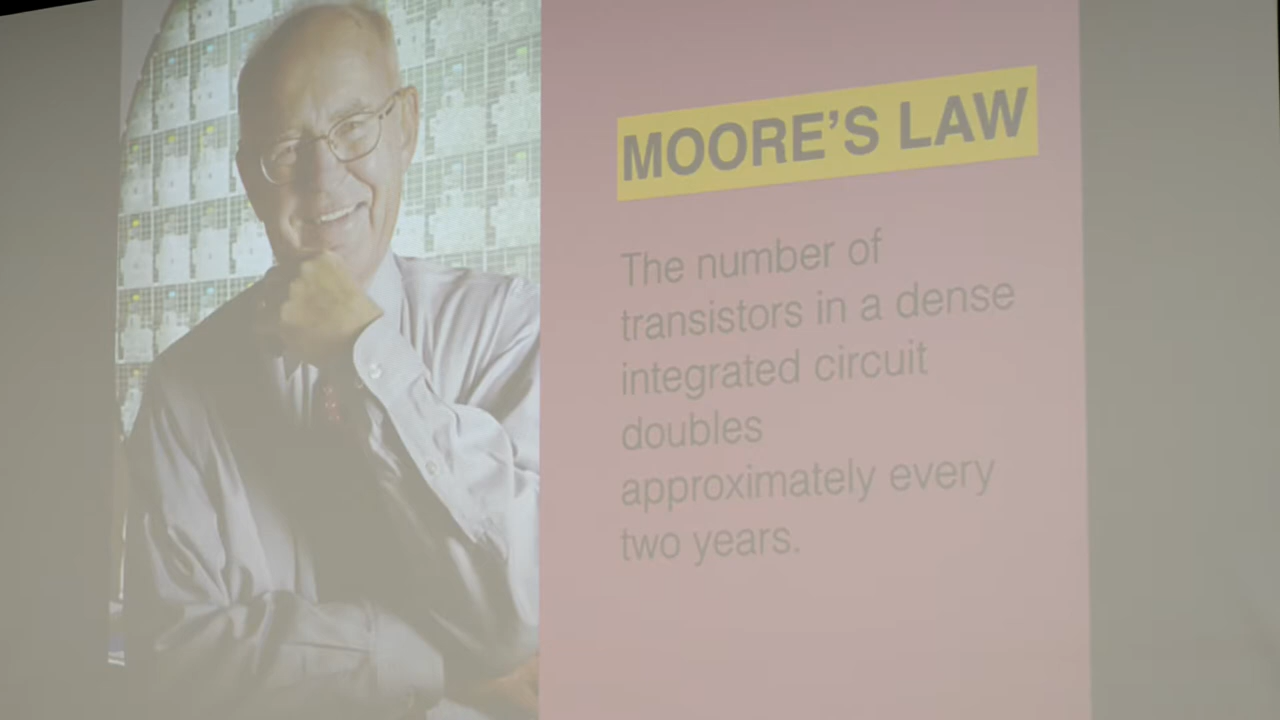 MOORE'S LAW
The number of
transistors in a dense
integrated circuit
doubles
approximately every
two years.